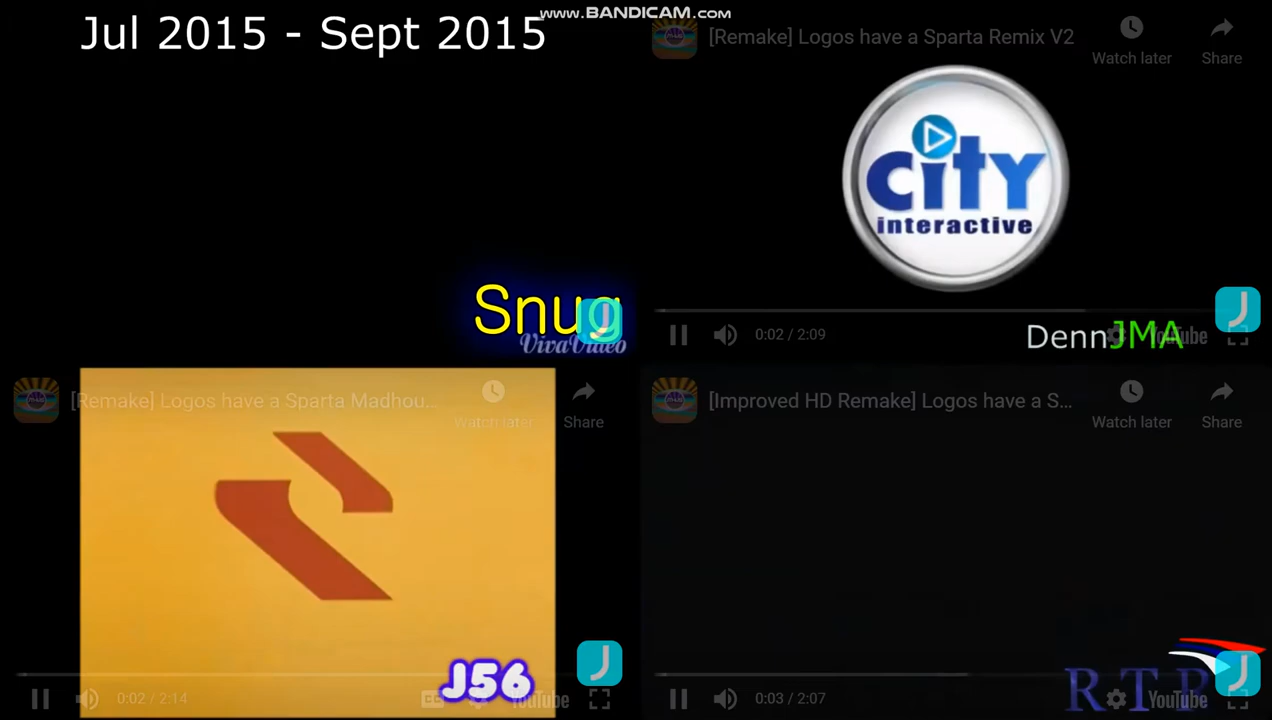 www.BANDICAM.com
Jul 2015 - Sept 2015
Snug
VivaVideo
[Remake] Logos have a Sparta Remix V2
Watch later
Share
city
interactive
0:02 / 2:09
DennJMA
YouTube
[Remake] Logos have a Sparta Madhou...
Watch later
Share
J56
0:02 / 2:14
YouTube
[Improved HD Remake] Logos have a S...
Watch later
Share
RTP
0:03 / 2:07
YouTube